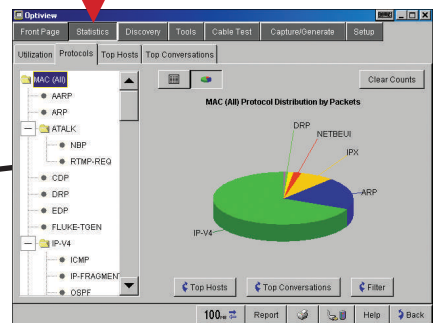 Optiview
Front Page Statistics Discovery Tools Cable Test Capture/Generate Setup
Utilization Protocols Top Hosts Top Conversations
MAC (All)
AARP
ARP
ATALK
NBP
RTMP-REQ
CDP
DRP
EDP
FLUKE-TGEN
IP-V4
ICMP
IP-FRAGMEN
OSPF
Clear Counts
MAC (All) Protocol Distribution by Packets
DRP
NETBEUI
IPX
ARP
IP-V4
Top Hosts Top Conversations Filter
100 Report Help Back